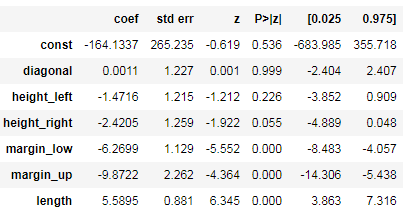 coef std err z P>|z| [0.025 0.975]
const -164.1337 265.235 -0.619 0.536 -683.985 355.718
diagonal 0.0011 1.227 0.001 0.999 -2.404 2.407
height_left -1.4716 1.215 -1.212 0.226 -3.852 0.909
height_right -2.4205 1.259 -1.922 0.055 -4.889 0.048
margin_low -6.2699 1.129 -5.552 0.000 -8.483 -4.057
margin_up -9.8722 2.262 -4.364 0.000 -14.306 -5.438
length 5.5895 0.881 6.345 0.000 3.863 7.316